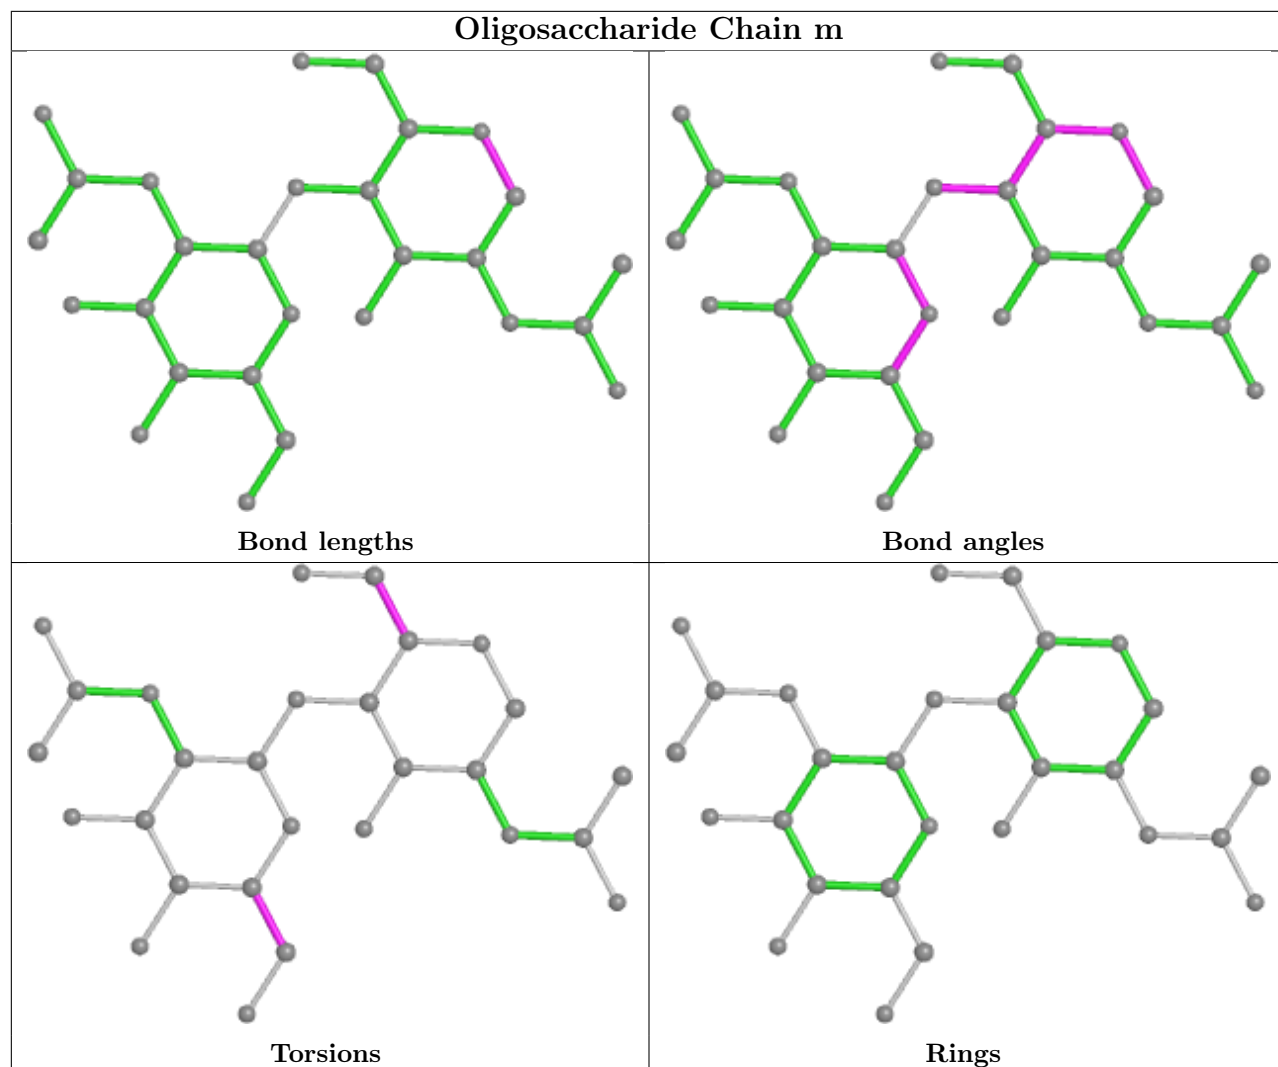 Oligosaccharide Chain m
Bond lengths
Bond angles
Torsions
Rings